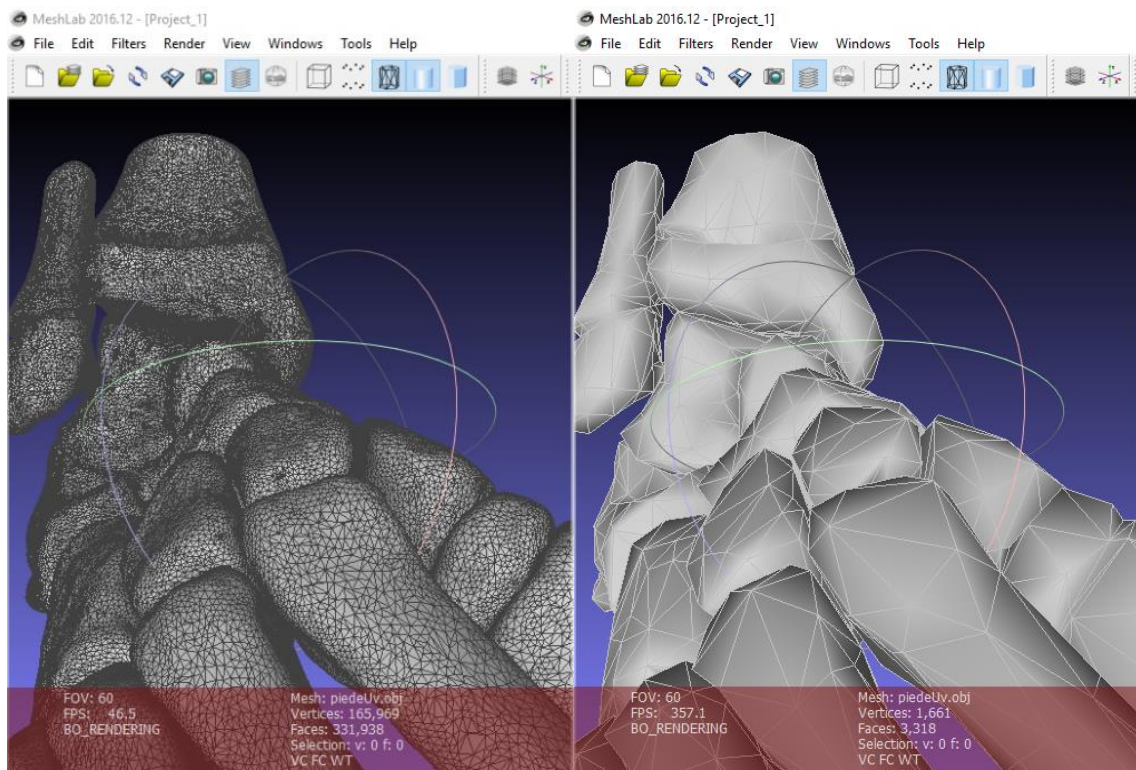 MeshLab 2016.12 - [Project_1]
File Edit Filters Render View Windows Tools Help
FOV: 60
FPS: 46.5
BO_RENDERING
Mesh: piedeUv.obj
Vertices: 165,969
Faces: 331,938
Selection: v: 0 f: 0
VC FC WT
MeshLab 2016.12 - [Project_1]
File Edit Filters Render View Windows Tools Help
FOV: 60
FPS: 357.1
BO_RENDERING
Mesh: piedeUv.obj
Vertices: 1,661
Faces: 3,318
Selection: v: 0 f: 0
VC FC WT